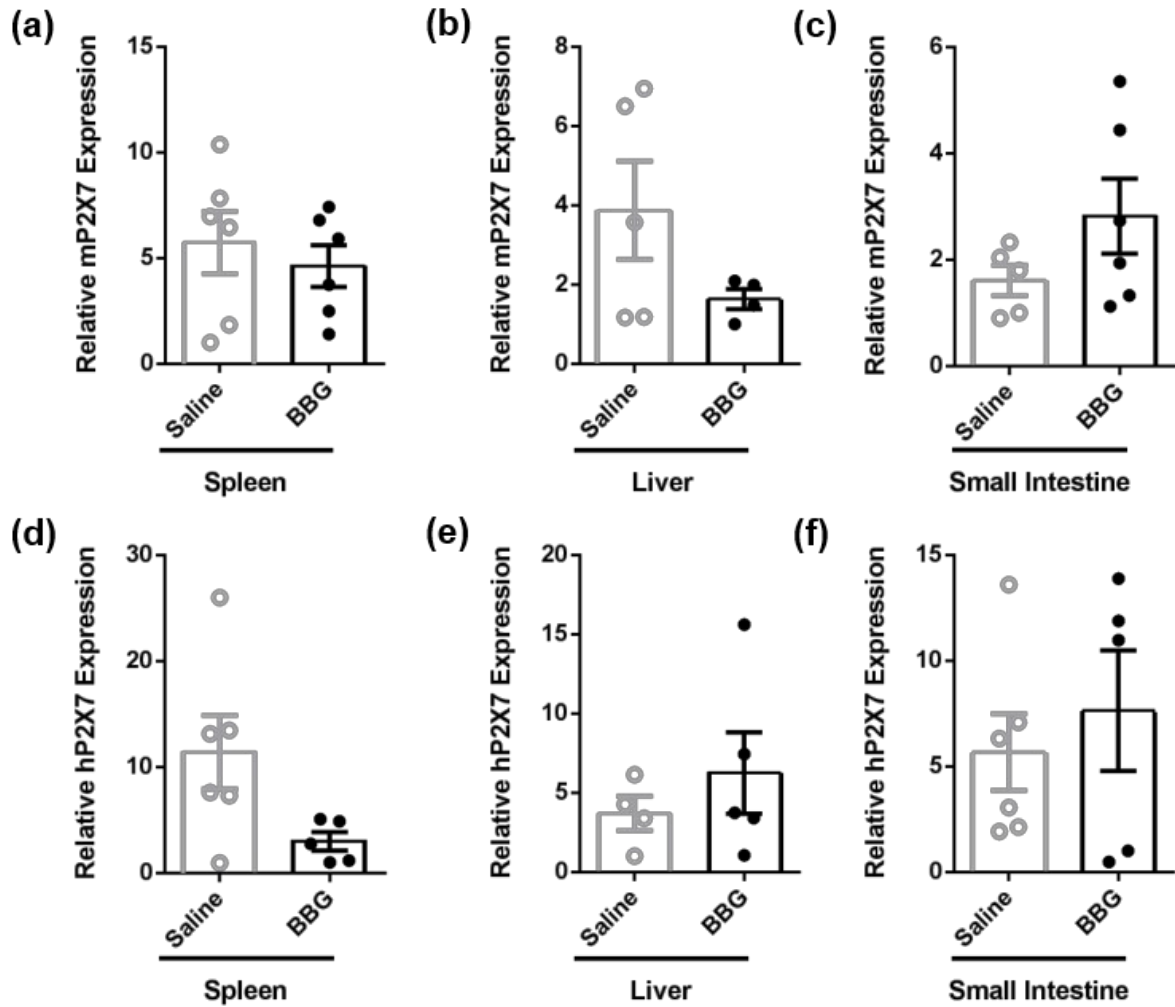 (a)
Relative mP2X7 Expression
15
10
5
0
Saline
BBG
Spleen
(b)
Relative mP2X7 Expression
8
6
4
2
0
Saline
BBG
Liver
(c)
Relative mP2X7 Expression
6
4
2
0
Saline
BBG
Small Intestine
(d)
Relative hP2X7 Expression
30
20
10
0
Saline
BBG
Spleen
(e)
Relative hP2X7 Expression
20
15
10
5
0
Saline
BBG
Liver
(f)
Relative hP2X7 Expression
15
10
5
0
Saline
BBG
Small Intestine